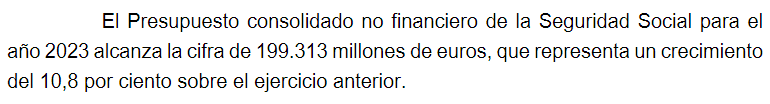 El Presupuesto consolidado no financiero de la Seguridad Social para el
año 2023 alcanza la cifra de 199.313 millones de euros, que representa un crecimiento
del 10,8 por ciento sobre el ejercicio anterior.